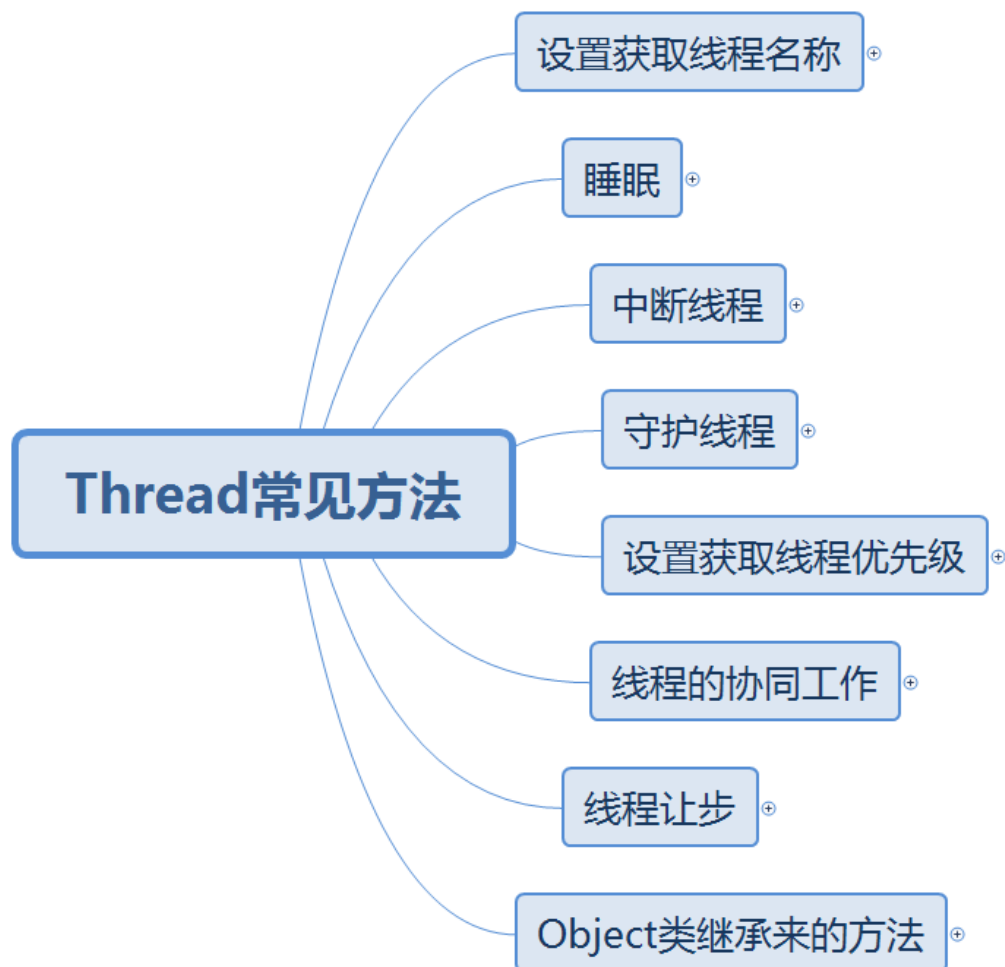 设置获取线程名称
睡眠
中断线程
守护线程
Thread常见方法
设置获取线程优先级
线程的协同工作
线程让步
Object类继承来的方法